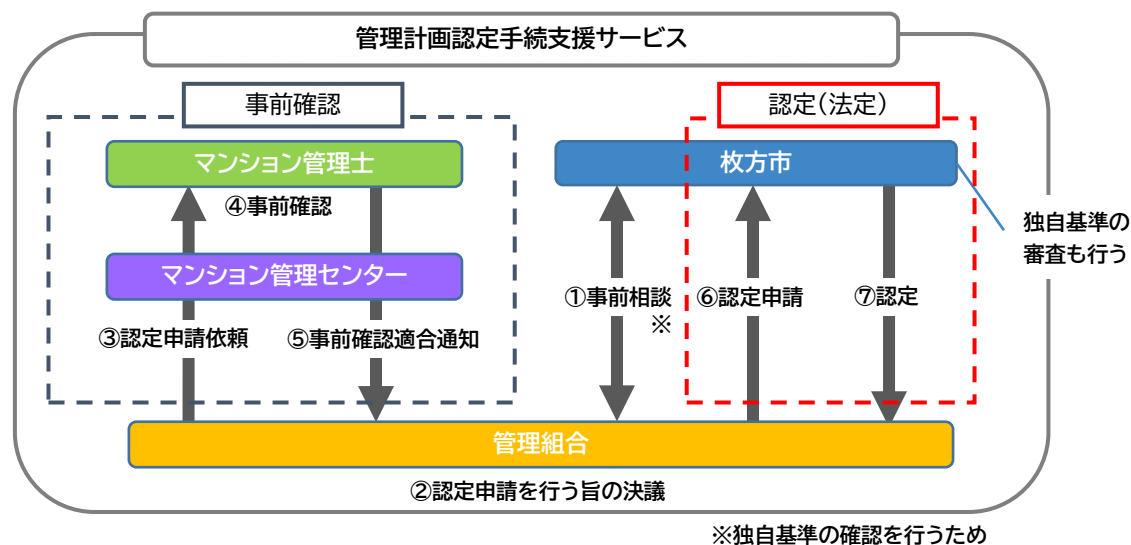 管理計画認定手続支援サービス
事前確認
認定(法定)
マンション管理士
枚方市
④事前確認
独自基準の
審査も行う
マンション管理センター
①事前相談
※
⑥認定申請
⑦認定
③認定申請依頼
⑤事前確認適合通知
管理組合
②認定申請を行う旨の決議
※独自基準の確認を行うため